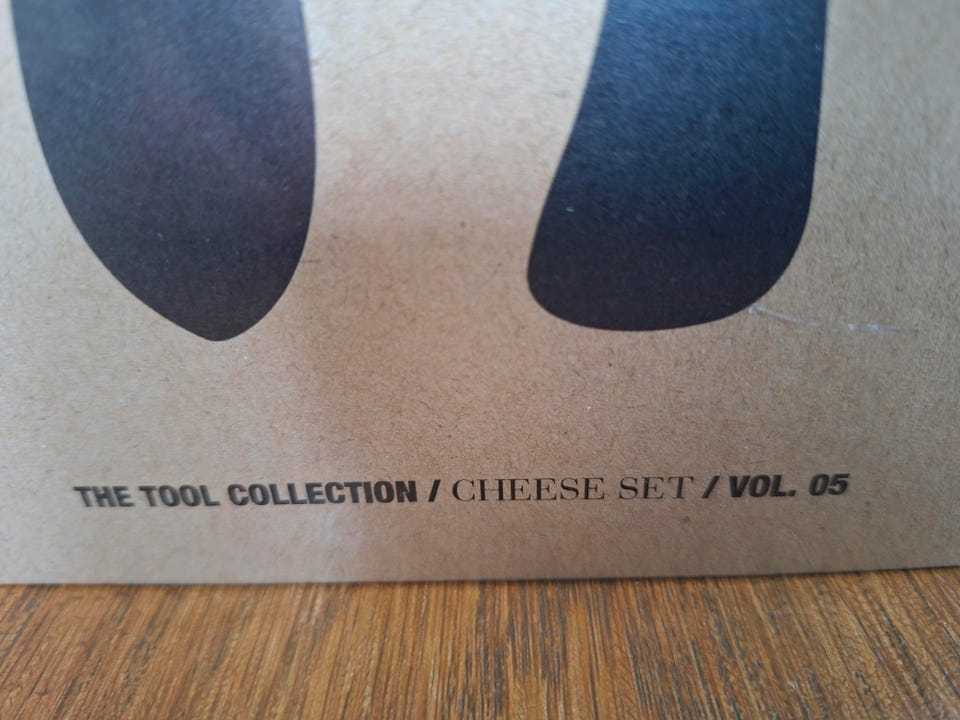 THE TOOL COLLECTION / CHEESE SET / VOL. 05